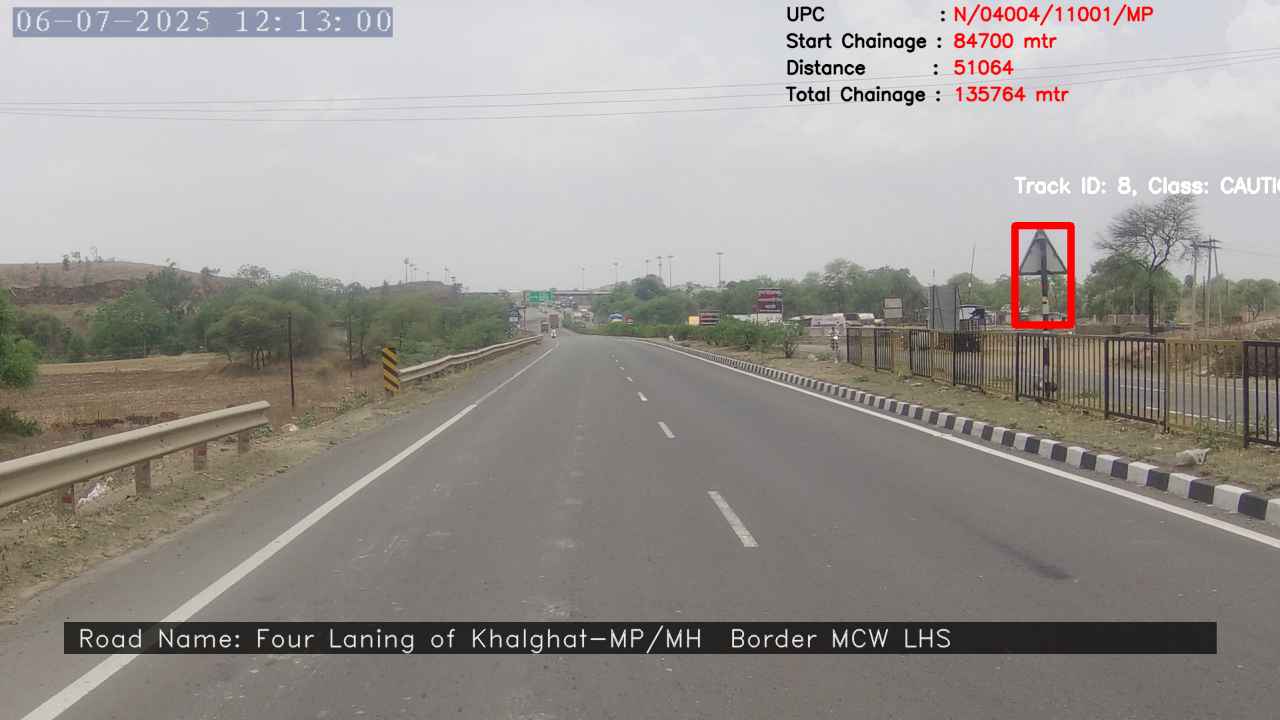 06-07-2025 12:13:00
UPC : N/04004/11001/MP
Start Chainage : 84700 mtr
Distance : 51064
Total Chainage : 135764 mtr
Track ID: 8, Class: CAUTI
Road Name: Four Laning of Khalghat-MP/MH Border MCW LHS